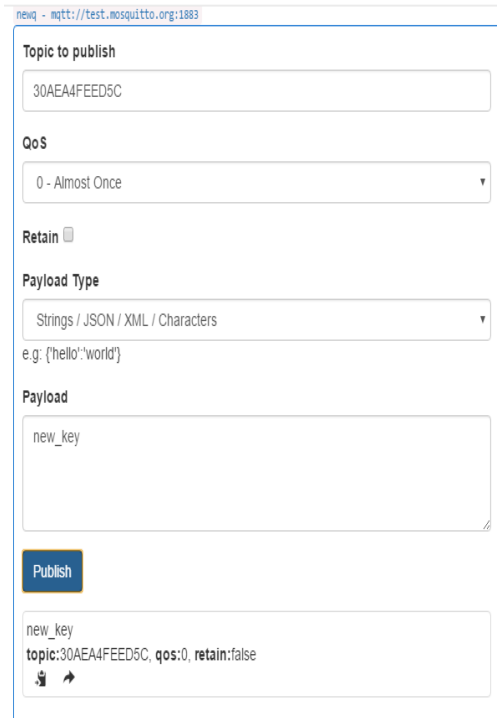 newq - mqtt://test.mosquitto.org:1883
Topic to publish
30AEA4FEED5C
QoS
0 - Almost Once
Retain
Payload Type
Strings / JSON / XML / Characters
e.g: {'hello':'world'}
Payload
new_key
Publish
new_key
topic:30AEA4FEED5C, qos:0, retain:false